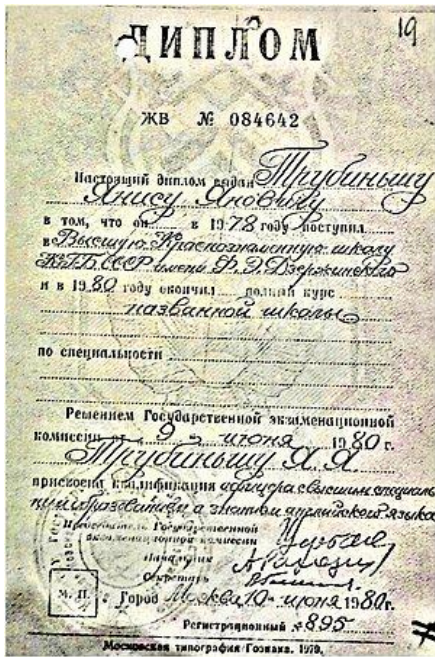 19
ДИПЛОМ
ЖВ № 084642
Настоящий диплом выдан Трубиньшу
Янису Яновичу
в том, что он в 1978 году поступил
в Высшую Краснознаменную школу
КГБ СССР имени Ф.Э. Дзержинского
и в 1980 году окончил полный курс
названной школы
по специальности
Решением Государственной экзаменационной
комиссии 9 июня 1980 г.
Трубиньшу Я. Я.
присвоена квалификация офицера с высшим специаль-
ным образованием, а знанием английского языка
Председатель Государственной
экзаменационной комиссии
Начальник
Секретарь
М. П. Город Москва 10 июня 1980 г.
Регистрационный № 895
Московская типография Гознака. 1979.